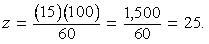 z = (15)(100)/60 = 1,500/60 = 25.